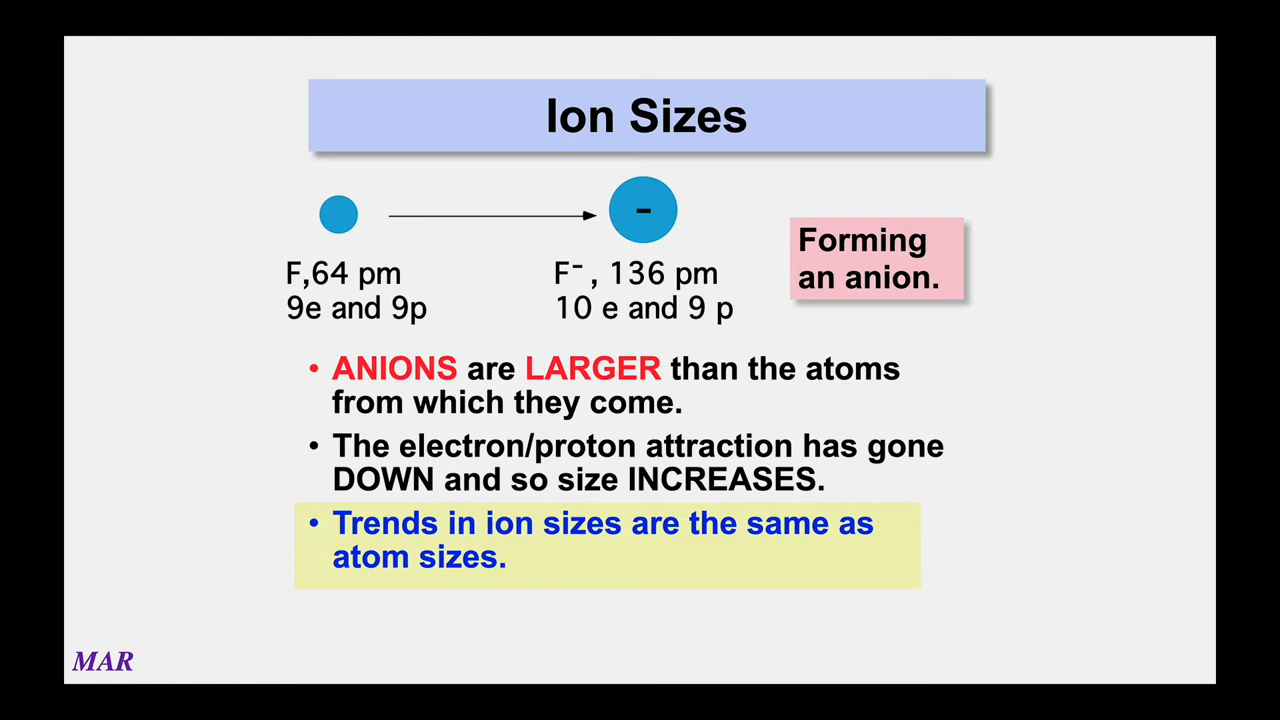 Ion Sizes
-
F,64 pm
9e and 9p
F⁻ , 136 pm
10 e and 9 p
Forming
an anion.
• ANIONS are LARGER than the atoms
from which they come.
• The electron/proton attraction has gone
DOWN and so size INCREASES.
• Trends in ion sizes are the same as
atom sizes.
MAR